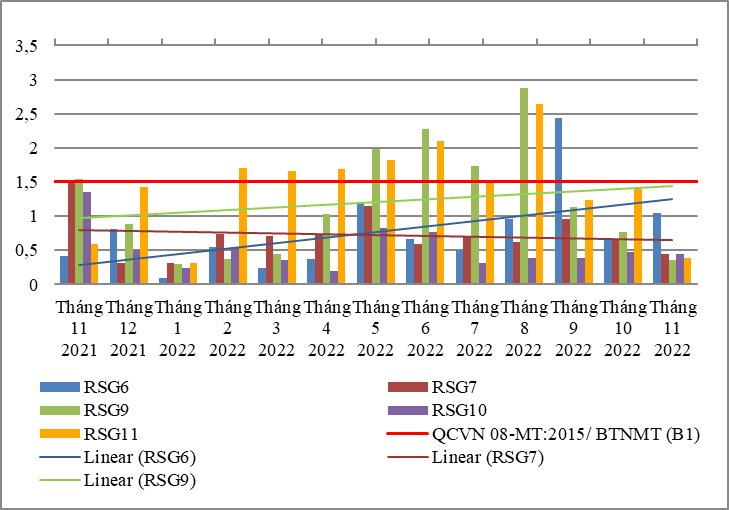 3,5
3
2,5
2
1,5
1
0,5
0
Tháng Tháng Tháng Tháng Tháng Tháng Tháng Tháng Tháng Tháng Tháng Tháng Tháng
11 12 1 2 3 4 5 6 7 8 9 10 11
2021 2021 2022 2022 2022 2022 2022 2022 2022 2022 2022 2022 2022
RSG6 RSG7
RSG9 RSG10
RSG11 QCVN 08-MT:2015/ BTNMT (B1)
Linear (RSG6) Linear (RSG7)
Linear (RSG9)